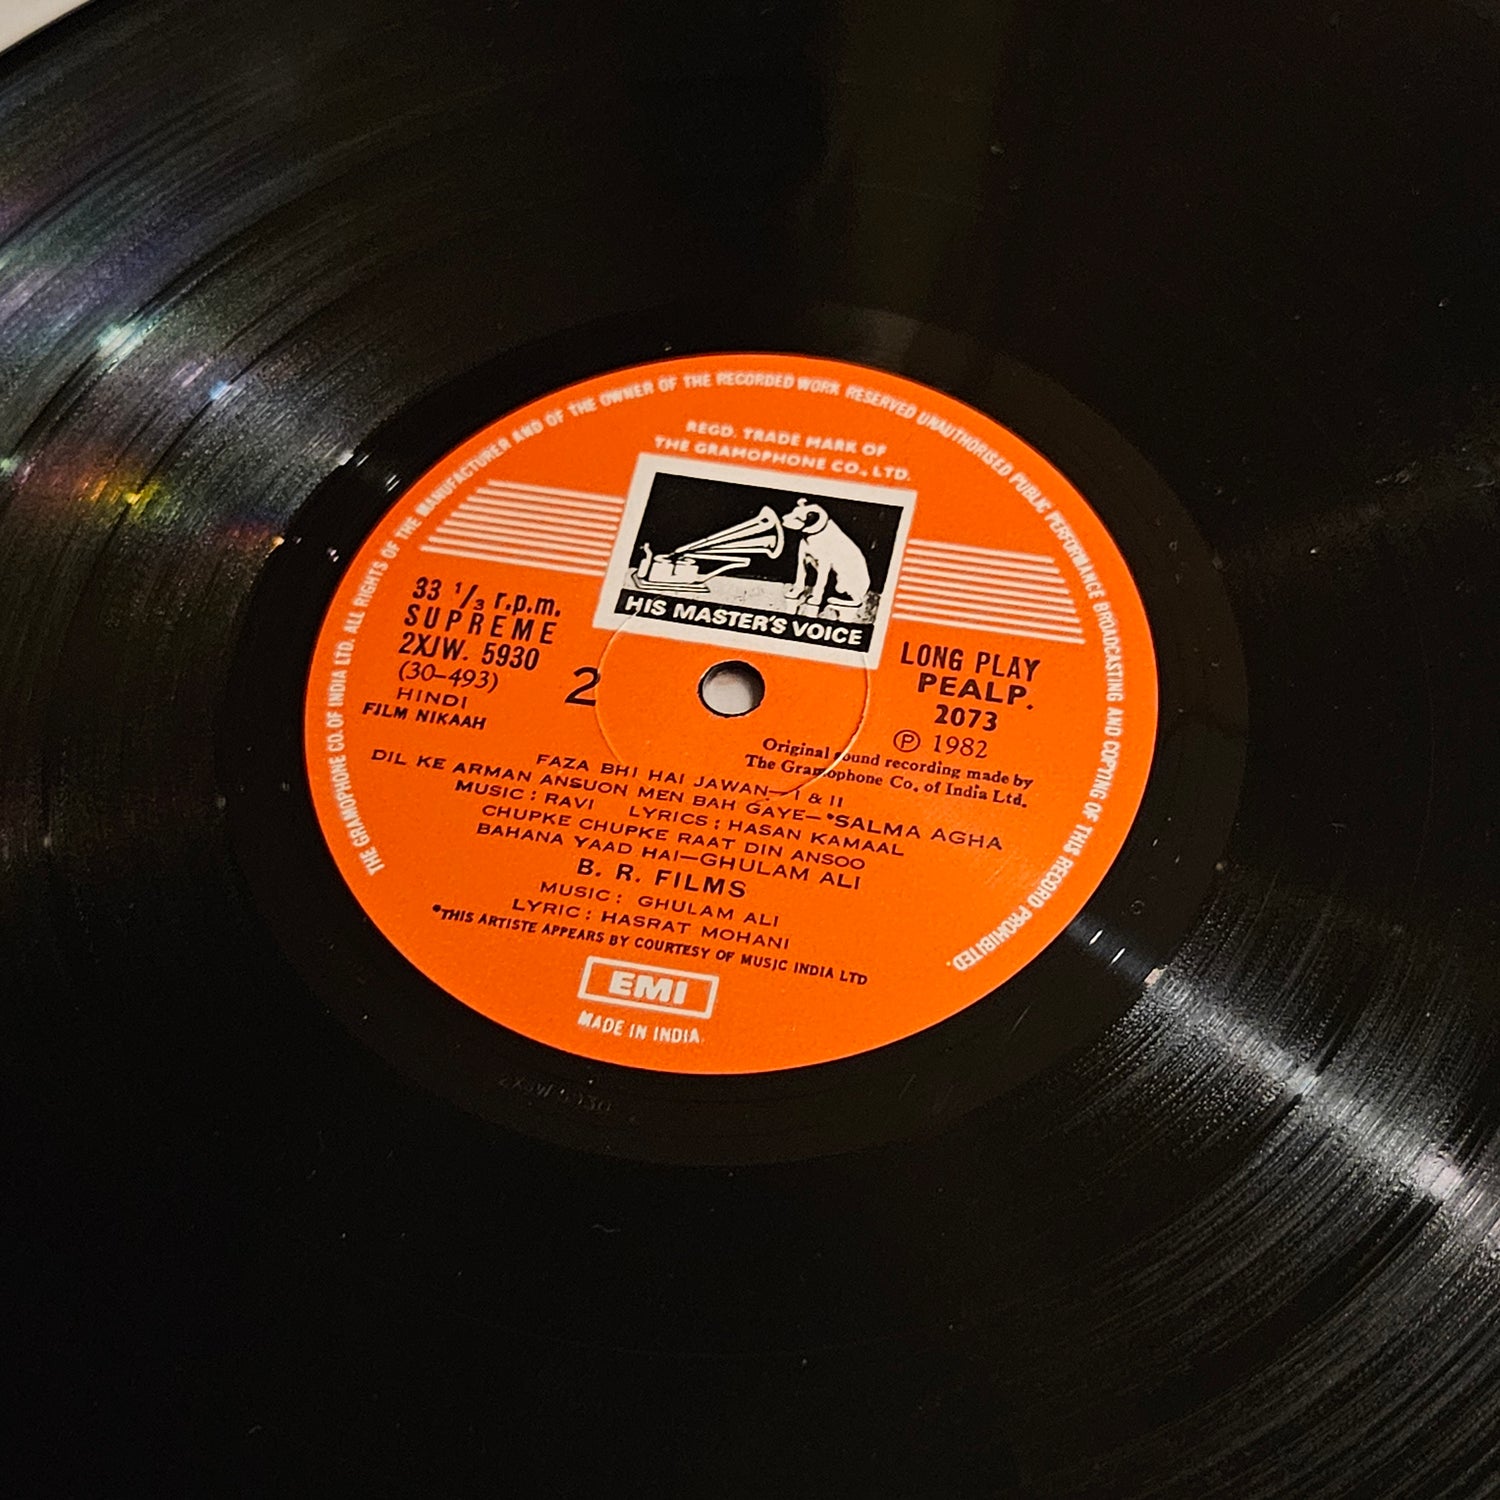 THE GRAMOPHONE CO. OF INDIA LTD. ALL RIGHTS OF THE MANUFACTURER AND OF THE OWNER OF THE RECORDED WORK RESERVED UNAUTHORISED PUBLIC PERFORMANCE BROADCASTING AND COPYING OF THIS RECORD PROHIBITED.
REGD. TRADE MARK OF
THE GRAMOPHONE CO., LTD.
HIS MASTER'S VOICE
33 1/3 r.p.m.
SUPREME
2XJW. 5930
(30-493)
HINDI
FILM NIKAAH
2
LONG PLAY
PEALP.
2073
Ⓟ 1982
Original sound recording made by
The Gramophone Co. of India Ltd.
FAZA BHI HAI JAWAN—I & II
DIL KE ARMAN ANSUON MEN BAH GAYE—*SALMA AGHA
MUSIC : RAVI LYRICS : HASAN KAMAAL
CHUPKE CHUPKE RAAT DIN ANSOO
BAHANA YAAD HAI—GHULAM ALI
B. R. FILMS
MUSIC : GHULAM ALI
LYRIC : HASRAT MOHANI
*THIS ARTISTE APPEARS BY COURTESY OF MUSIC INDIA LTD
EMI
MADE IN INDIA